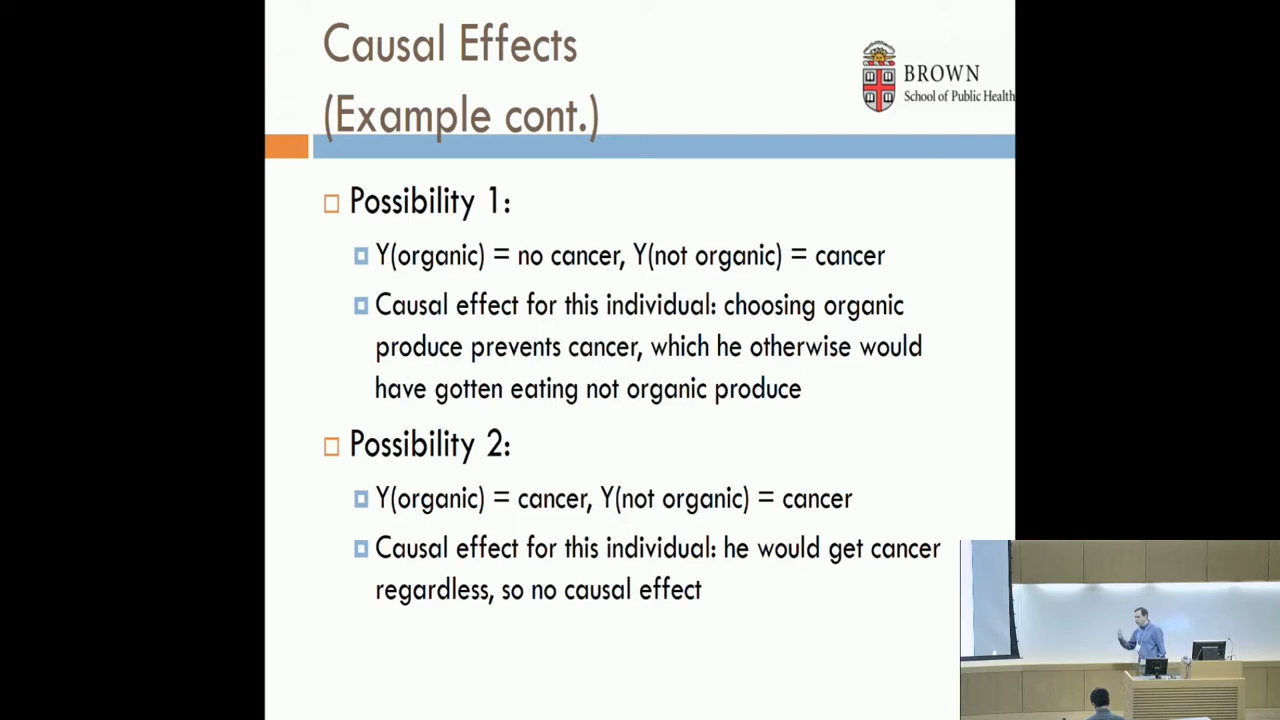 Causal Effects
(Example cont.)
BROWN
School of Public Health
Possibility 1:
Y(organic) = no cancer, Y(not organic) = cancer
Causal effect for this individual: choosing organic
produce prevents cancer, which he otherwise would
have gotten eating not organic produce
Possibility 2:
Y(organic) = cancer, Y(not organic) = cancer
Causal effect for this individual: he would get cancer
regardless, so no causal effect